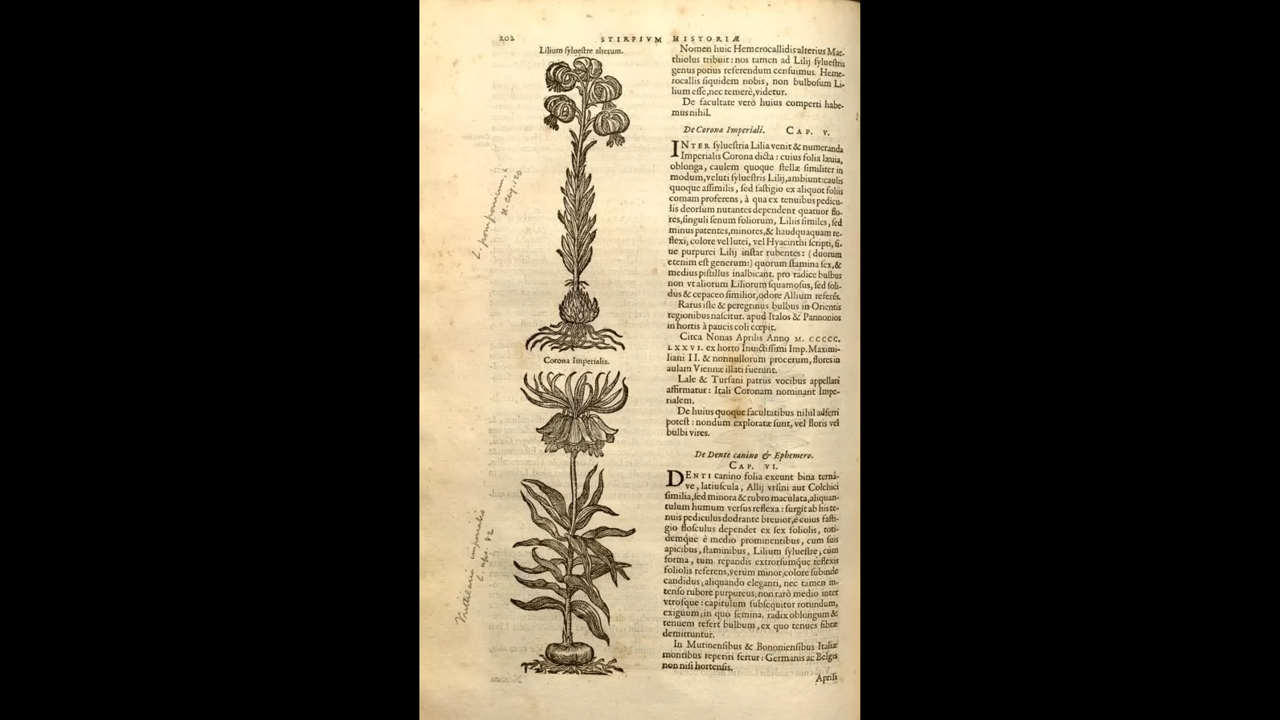 202
STIRPIVM HISTORIÆ
Lilium sylueſtre alterum.
L. pomponium. L
Corona Imperialis.
imperialis
Nomen huic Hemerocallidis alterius Mat-
thiolus tribuit: nos tamen ad Lilij ſylueſtris
genus potius referendum cenſuimus. Heme-
rocallis ſiquidem nobis, non bulboſum Li-
lium eſſe, nec temerè, videtur.
De facultate verò huius comperti habe-
mus nihil.
De Corona Imperiali. CAP. V.
INTER ſylueſtria Lilia venit & numeranda
Imperialis Corona dicta: cuius folia læuia,
oblonga, caulem quoque ſtellæ ſimiliter in
modum, veluti ſylueſtris Lilij, ambiunt: caulis
quoque aſſimilis, ſed faſtigio ex aliquot foliis
comam proferens, à qua ex tenuibus pedicu-
lis deorſum nutantes dependent quatuor flo-
res, ſinguli ſenum foliorum, Liliis ſimiles, ſed
minus patentes, minores, & haudquaquam re-
flexi; colore vel lutei, vel Hyacinthi ſcripti, ſi-
ue purpurei Lilij inſtar rubentes: (duorum
etenim eſt generum:) quorum ſtamina ſex, &
medius piſtillus inalbicant. pro radice bulbus
non vt aliorum Liliorum ſquamoſus, ſed ſoli-
dus & cepaceo ſimilior, odore Allium referẽs.
Rarus iſte & peregrinus bulbus in Orientis
regionibus naſcitur. apud Italos & Pannonios
in hortis à paucis coli cœpit.
Circa Nonas Aprilis Anno M. CCCCC.
LXXVI. ex horto Inuictiſſimi Imp. Maximi-
liani II. & nonnullorum procerum, flores in
aulam Viennæ illati fuerunt.
Lale & Turfani patriis vocibus appellari
affirmatur: Itali Coronam nominant Impe-
rialem.
De huius quoque facultatibus nihil adferri
poteſt: nondum exploratæ ſunt, vel floris vel
bulbi vires.
De Dente canino & Ephemero.
CAP. VI.
DENTI canino folia exeunt bina ternà-
ve, latiuſcula, Allij vrſini aut Colchici
ſimilia, ſed minora & rubro maculata, aliquan-
tulum humum verſus reflexa: ſurgit ab his te-
nuis pediculus dodrante breuior, è cuius faſti-
gio floſculus dependet ex ſex foliolis, toti-
demque è medio prominentibus, cum ſuis
apicibus, ſtaminibus, Lilium ſylueſtre, cùm
forma, tum repandis extrorſumque reflexis
foliolis referens, verùm minor, colore ſubinde
candidus; aliquando eleganti, nec tamen in-
tenſo rubore purpureus; non rarò medio inter
vtroſque: capitulum ſubſequitur rotundum,
exiguum; in quo ſemina. radix oblongum &
tenuem refert bulbum, ex quo tenues fibræ
demittuntur.
In Mutinenſibus & Bononienſibus Italiæ
montibus reperiri fertur: Germanis ac Belgis
non niſi hortenſis.
Aprili